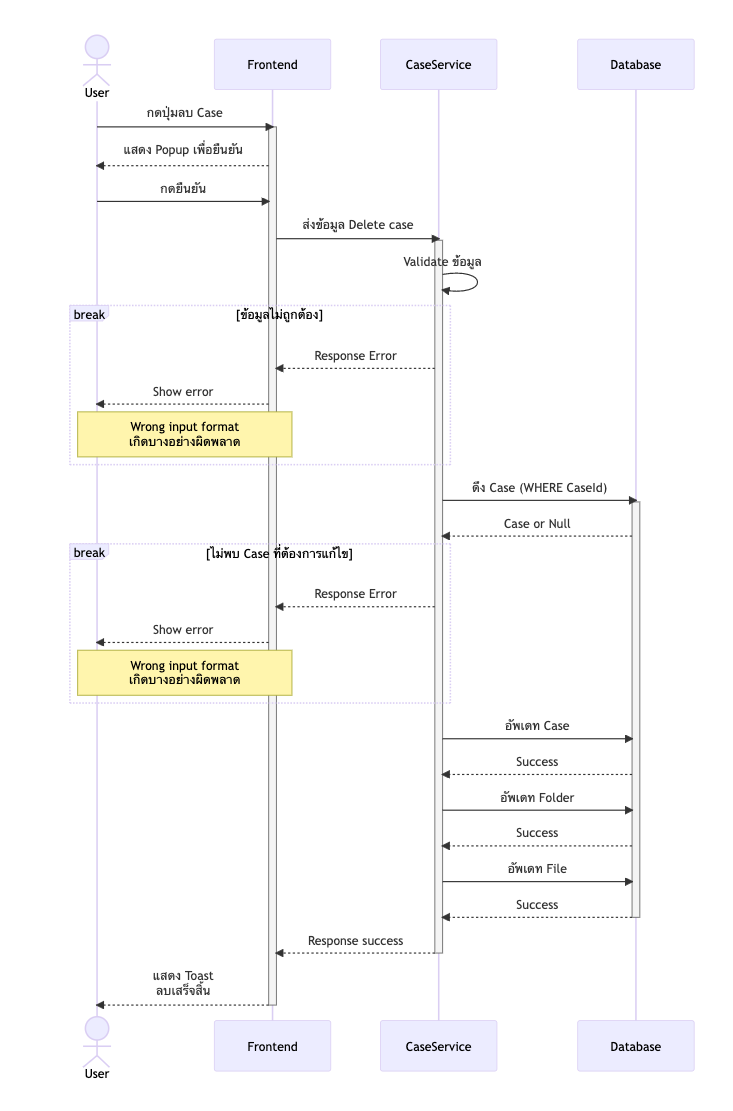 Frontend
CaseService
Database
User
กดปุ่มลบ Case
แสดง Popup เพื่อยืนยัน
กดยืนยัน
ส่งข้อมูล Delete case
Validate ข้อมูล
break
[ข้อมูลไม่ถูกต้อง]
Response Error
Show error
Wrong input format
เกิดบางอย่างผิดพลาด
ดึง Case (WHERE CaseId)
Case or Null
break
[ไม่พบ Case ที่ต้องการแก้ไข]
Response Error
Show error
Wrong input format
เกิดบางอย่างผิดพลาด
อัพเดท Case
Success
อัพเดท Folder
Success
อัพเดท File
Success
Response success
แสดง Toast
ลบเสร็จสิ้น
Frontend
CaseService
Database
User